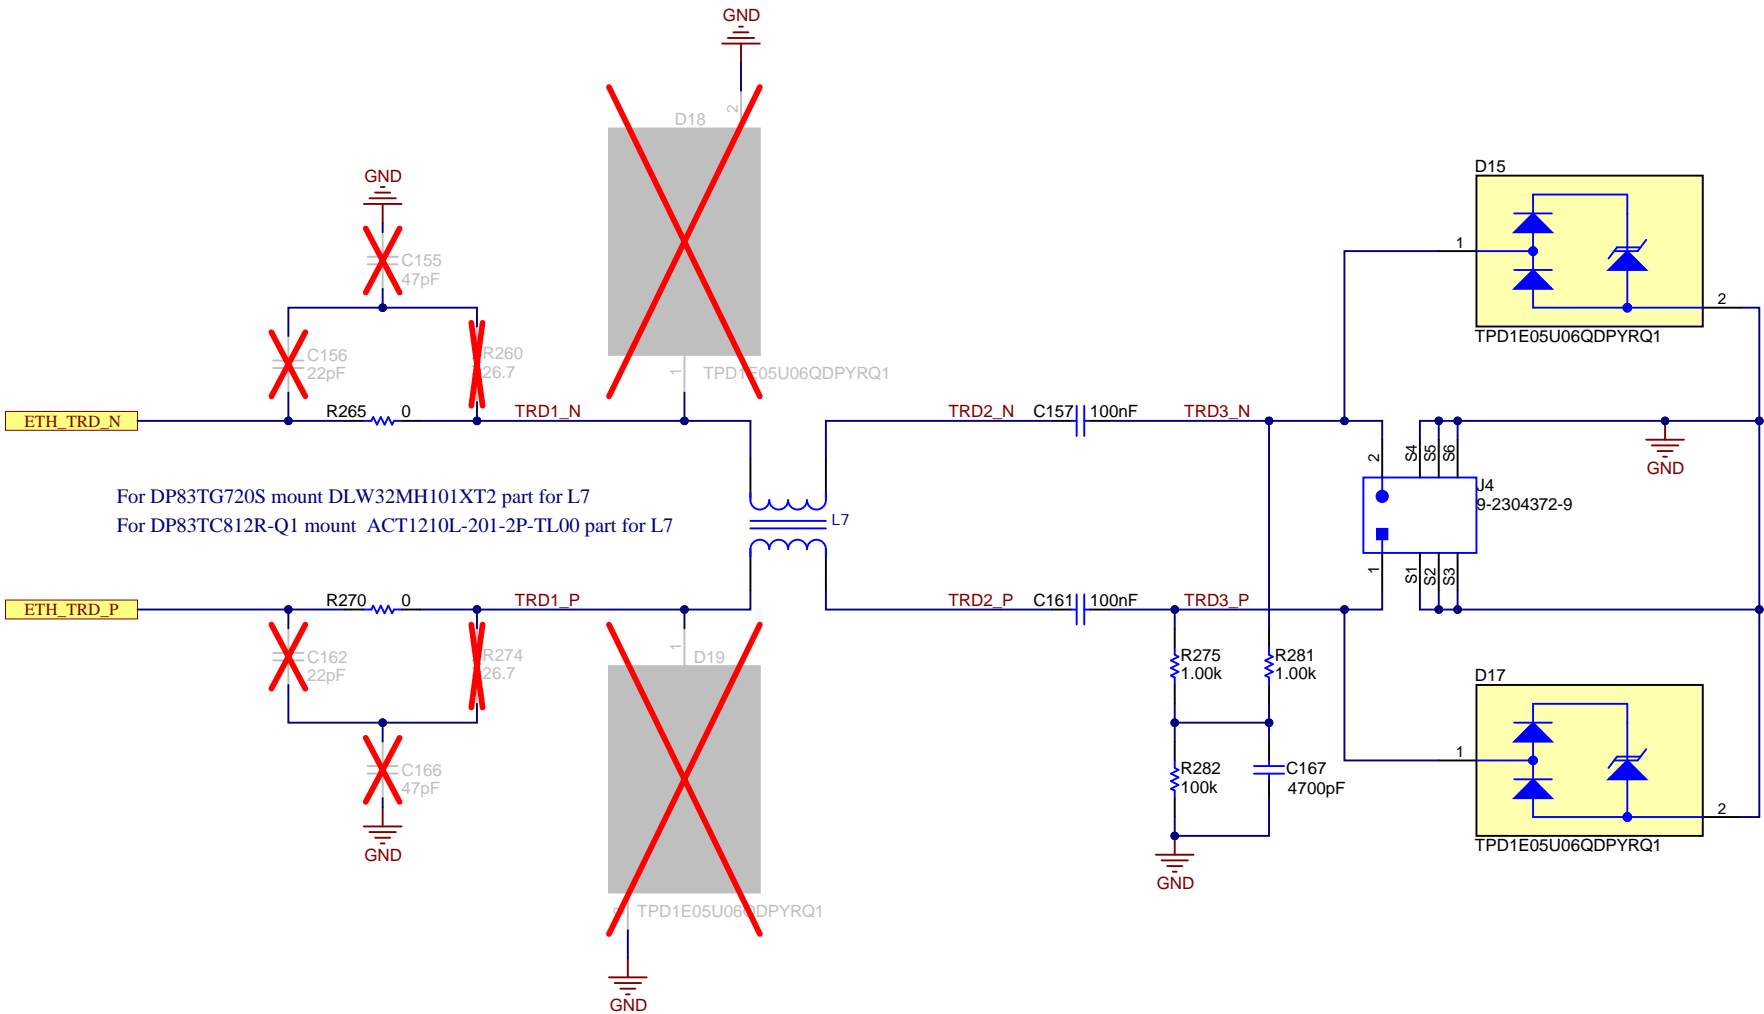 GND
2
D18
D15
GND
1
C155
47pF
2
TPD1E05U06QDPYRQ1
C156
22pF
R260
26.7
1
TPD1E05U06QDPYRQ1
ETH_TRD_N
R265 0
TRD1_N
TRD2_N
C157 100nF
TRD3_N
2
S4
S5
S6
GND
J4
9-2304372-9
For DP83TG720S mount DLW32MH101XT2 part for L7
For DP83TC812R-Q1 mount ACT1210L-201-2P-TL00 part for L7
L7
1
S1
S2
S3
ETH_TRD_P
R270 0
TRD1_P
TRD2_P
C161 100nF
TRD3_P
C162
22pF
R274
26.7
1
D19
R275
1.00k
R281
1.00k
D17
1
C166
47pF
R282
100k
C167
4700pF
2
TPD1E05U06QDPYRQ1
GND
GND
TPD1E05U06QDPYRQ1
GND